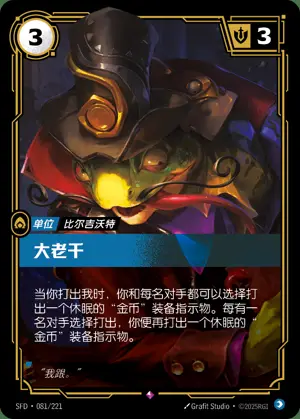 3
3
单位 比尔吉沃特
大老千
当你打出我时，你和每名对手都可以选择打
出一个休眠的“金币”装备指示物。每有一
名对手选择打出，你便再打出一个休眠的“金
币”装备指示物。
“我跟。”
SFD • 081/221
Grafit Studio • ©2025RGI